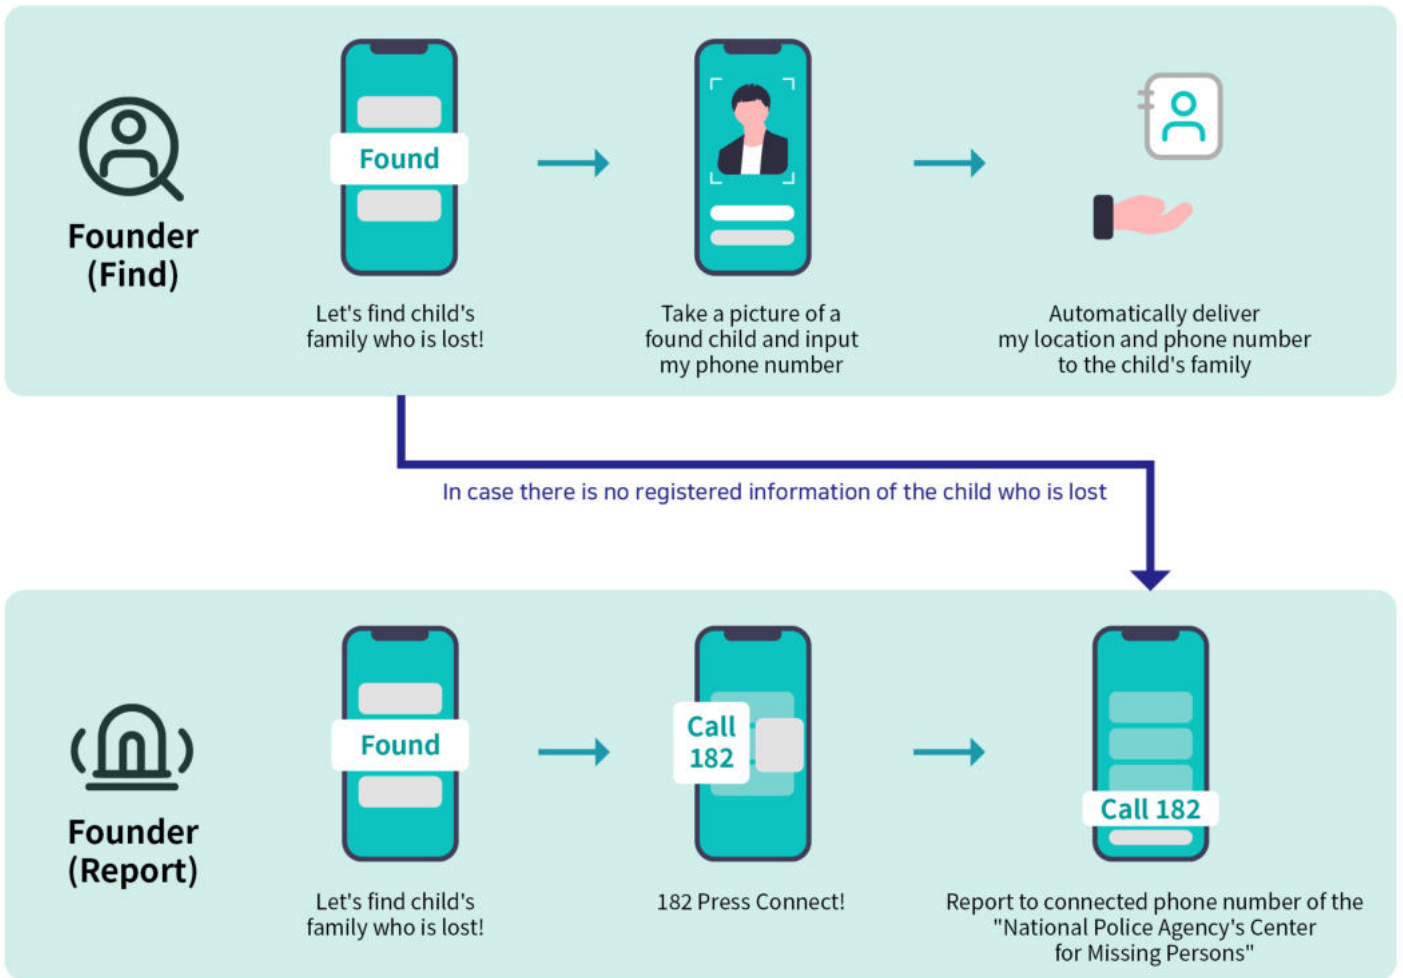 Founder
(Find)
Found
Let's find child's
family who is lost!
Take a picture of a
found child and input
my phone number
Automatically deliver
my location and phone number
to the child's family
In case there is no registered information of the child who is lost
Founder
(Report)
Found
Let's find child's
family who is lost!
Call
182
182 Press Connect!
Call 182
Report to connected phone number of the
"National Police Agency's Center
for Missing Persons"